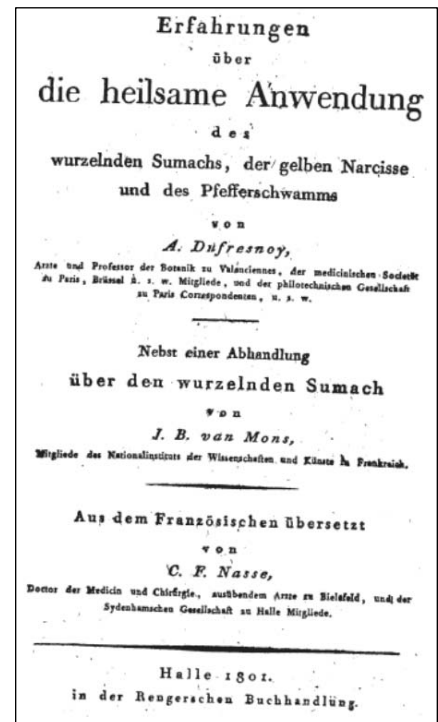 Erfahrungen
über
die heilsame Anwendung
des
wurzelnden Sumachs, der gelben Narcisse
und des Pfefferschwamms
von
A. Dufresnoy,
Arzte und Professor der Botanik zu Valänciennes, der medicinischen Societät
zu Paris, Brüssel u. s. w. Mitgliede, und der philotechnischen Gesellschaft
zu Paris Correspondenten, u. s. w.
Nebst einer Abhandlung
über den wurzelnden Sumach
von
J. B. van Mons,
Mitgliede des Nationalinstituts der Wissenschaften und Künste in Frankreich.
Aus dem Französischen übersetzt
von
C. F. Nasse,
Doctor der Medicin und Chirurgie, ausübendem Arzte zu Bielefeld, und der
Sydenhamschen Gesellschaft zu Halle Mitgliede.
Halle 1801.
in der Rengerschen Buchhandlung.